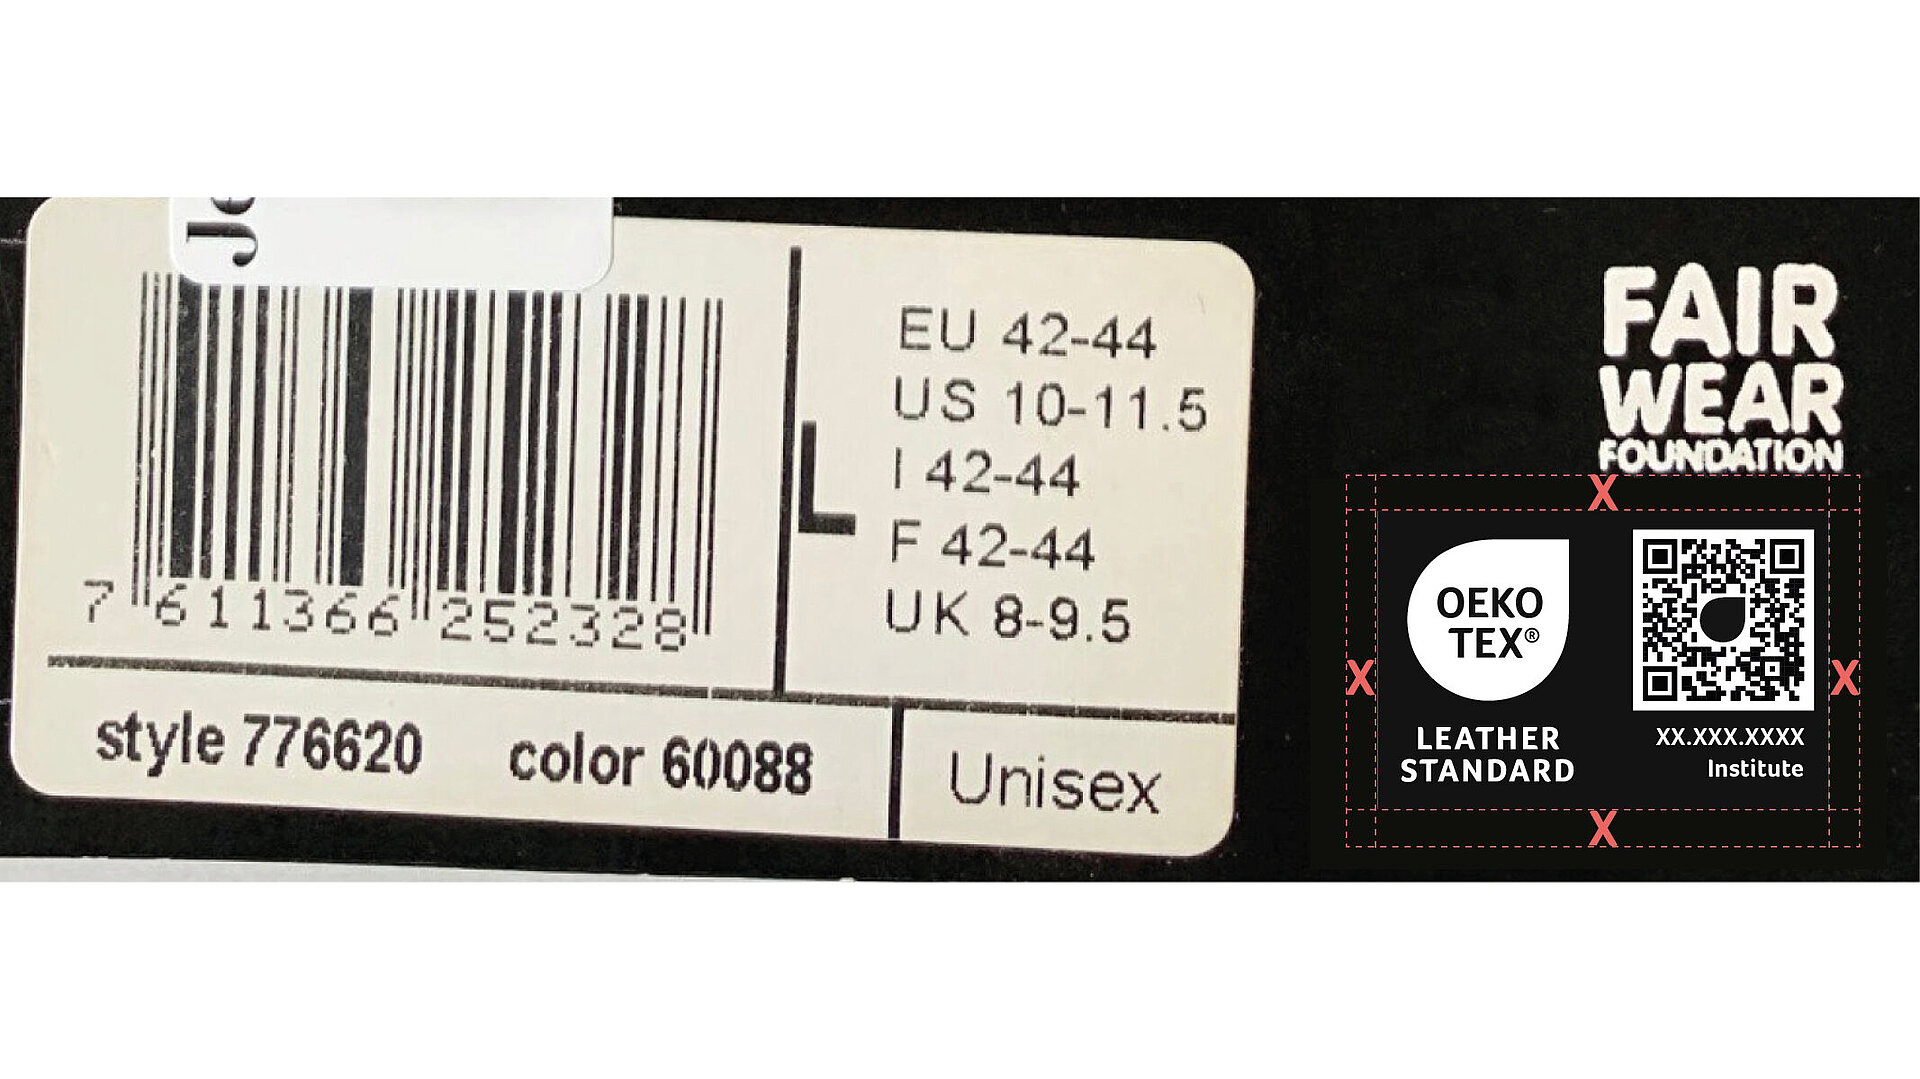 7 611366 252328
L
EU 42-44
US 10-11.5
I 42-44
F 42-44
UK 8-9.5
style 776620 color 60088
Unisex
FAIR
WEAR
FOUNDATION
X
X
X
X
OEKO
TEX®
LEATHER
STANDARD
XX.XXX.XXXX
Institute